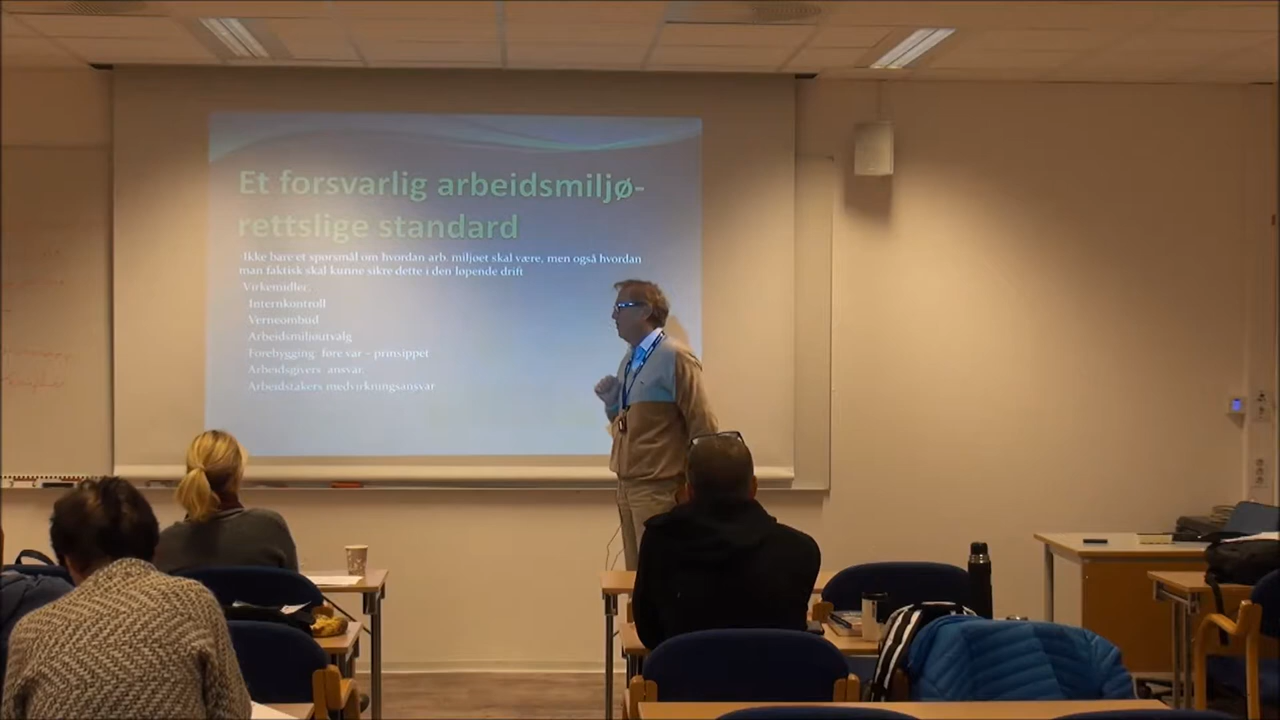 Et forsvarlig arbeidsmiljø-
rettslige standard
Ikke bare et spørsmål om hvordan arb. miljøet skal være, men også hvordan
man faktisk skal kunne sikre dette i den løpende drift
Virkemidler
Internkontroll
Verneombud
Arbeidsmiljøutvalg
Forebygging: føre var – prinsippet
Arbeidsgivers ansvar
Arbeidstakers medvirkningsansvar